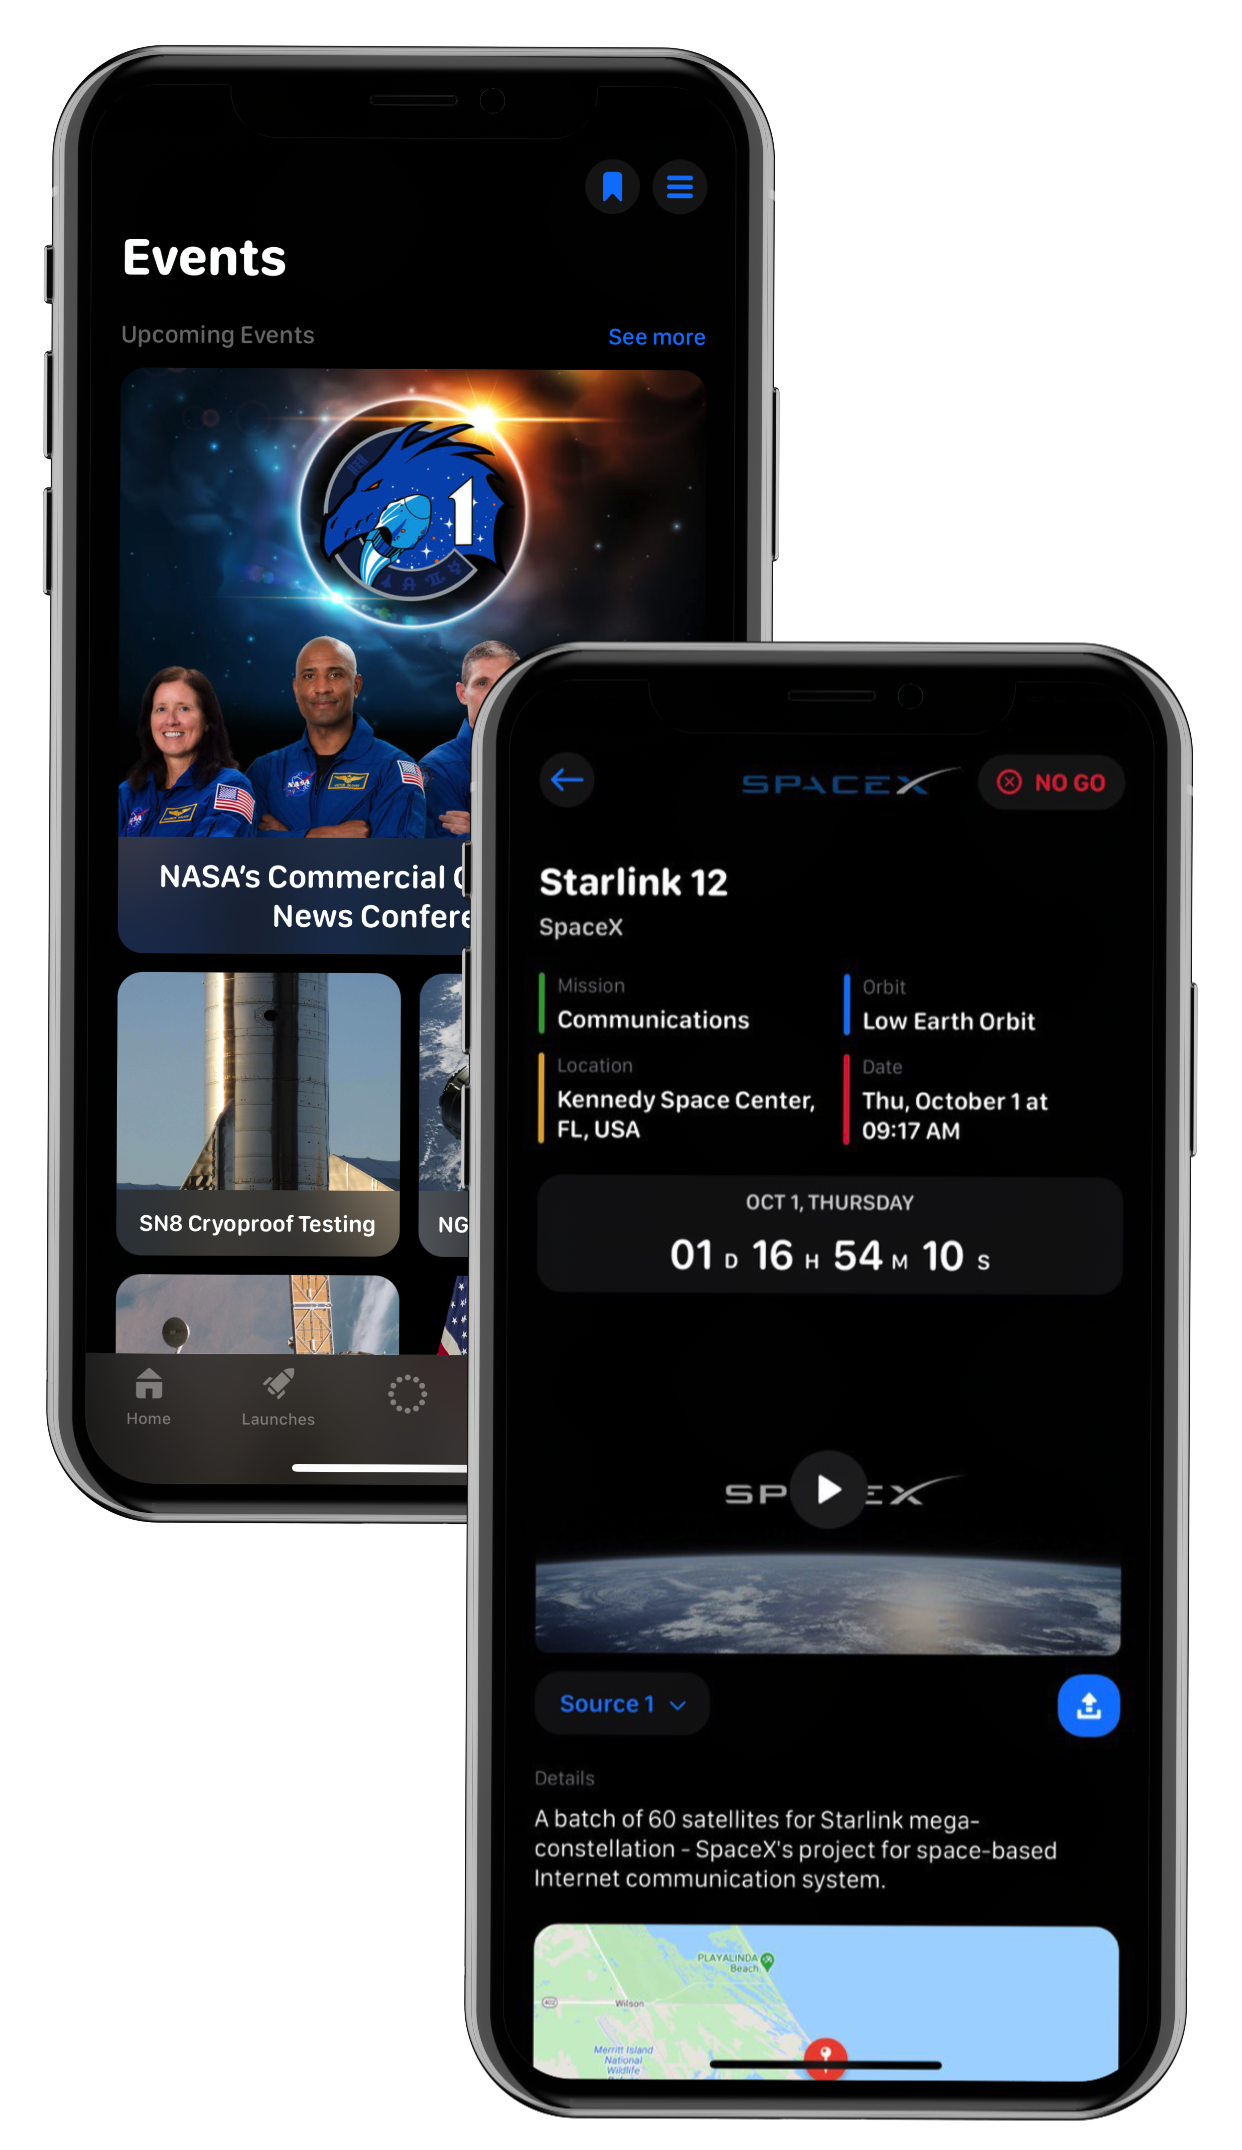 Events
Upcoming Events
See more
1
NASA
NASA's Commercial
News
SN8 Cryoproof Testing
NG
Home
Launches
SPACEX
NO GO
Starlink 12
SpaceX
Mission
Communications
Orbit
Low Earth Orbit
Location
Kennedy Space Center,
FL, USA
Date
Thu, October 1 at
09:17 AM
OCT 1, THURSDAY
01 D 16 H 54 M 10 S
SP EX
Source 1
Details
A batch of 60 satellites for Starlink mega-
constellation - SpaceX's project for space-based
Internet communication system.
PLAYALINDA
Beach
402
Wilson
Merritt Island
National
Wildlife